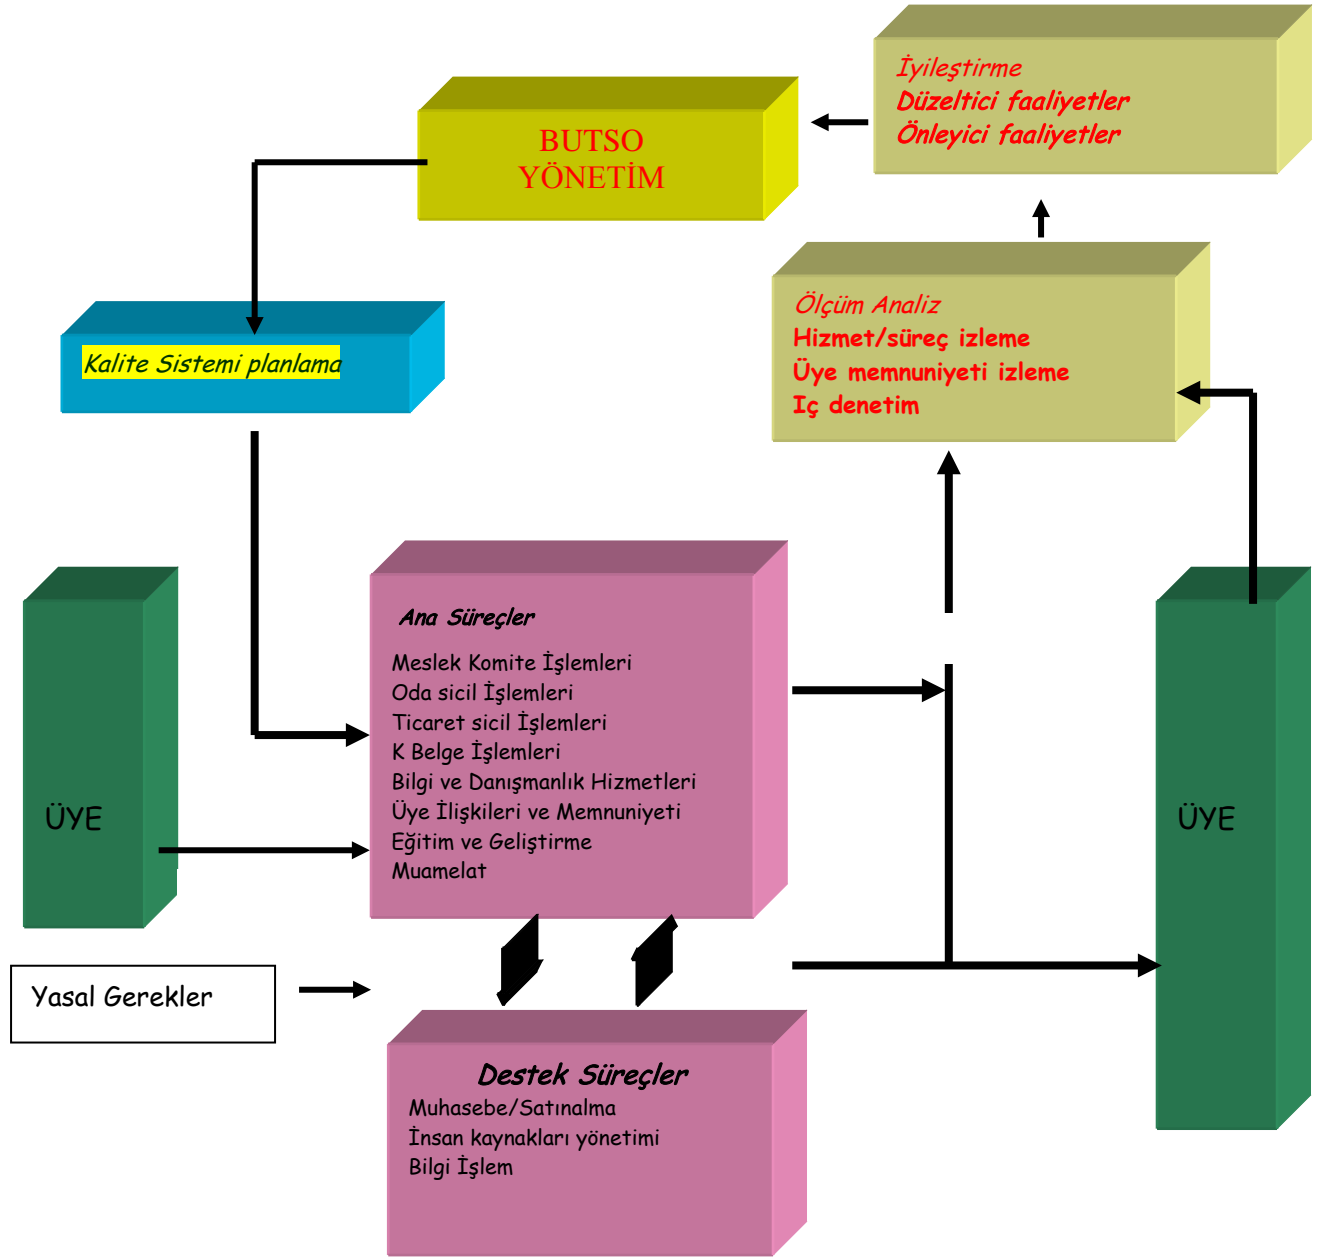 İyileştirme
Düzeltici faaliyetler
Önleyici faaliyetler
BUTSO
YÖNETİM
Ölçüm Analiz
Hizmet/süreç izleme
Üye memnuniyeti izleme
Iç denetim
Kalite Sistemi planlama
Ana Süreçler
Meslek Komite İşlemleri
Oda sicil İşlemleri
Ticaret sicil İşlemleri
K Belge İşlemleri
Bilgi ve Danışmanlık Hizmetleri
Üye İlişkileri ve Memnuniyeti
Eğitim ve Geliştirme
Muamelat
ÜYE
ÜYE
Yasal Gerekler
Destek Süreçler
Muhasebe/Satınalma
İnsan kaynakları yönetimi
Bilgi İşlem